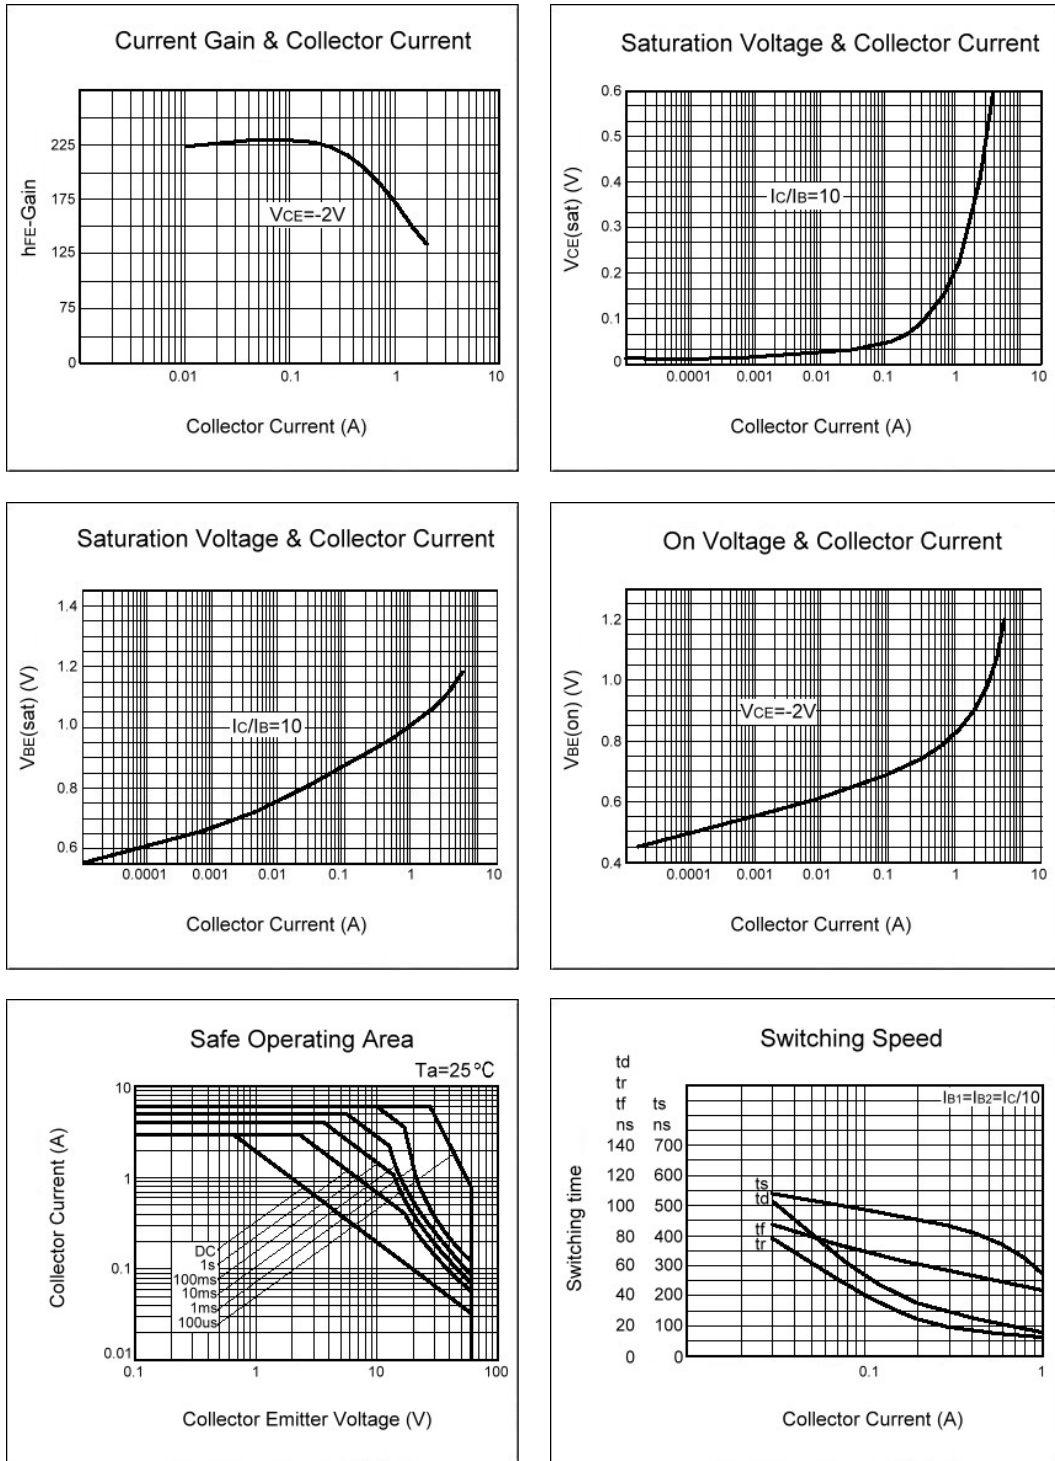 Current Gain & Collector Current
hFE-Gain
225
175
125
75
0
VCE=-2V
0.01 0.1 1 10
Collector Current (A)
Saturation Voltage & Collector Current
VCE(sat) (V)
0.6
0.5
0.4
0.3
0.2
0.1
0
IC/IB=10
0.0001 0.001 0.01 0.1 1 10
Collector Current (A)
Saturation Voltage & Collector Current
VBE(sat) (V)
1.4
1.2
1.0
0.8
0.6
IC/IB=10
0.0001 0.001 0.01 0.1 1 10
Collector Current (A)
On Voltage & Collector Current
VBE(on) (V)
1.2
1.0
0.8
0.6
0.4
VCE=-2V
0.0001 0.001 0.01 0.1 1 10
Collector Current (A)
Safe Operating Area
Ta=25℃
Collector Current (A)
10
1
0.1
0.01
DC
1s
100ms
10ms
1ms
100us
0.1 1 10 100
Collector Emitter Voltage (V)
Switching Speed
td
tr
tf ts
ns ns
140 700
120 600
100 500
80 400
60 300
40 200
20 100
0 0
Switching time
IB1=IB2=IC/10
ts
td
tf
tr
0.1 1
Collector Current (A)